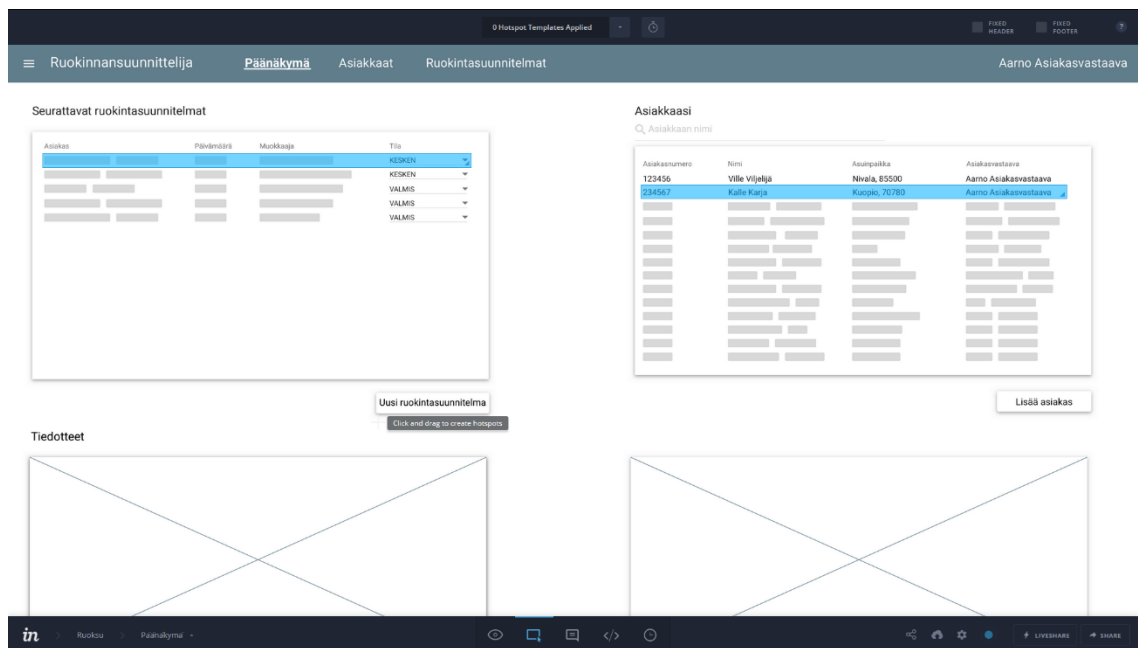 0 Hotspot Templates Applied
FIXED HEADER
FIXED FOOTER
?
Ruokinnansuunnittelija Päänäkymä Asiakkaat Ruokintasuunnitelmat Aarno Asiakasvastaava
Seurattavat ruokintasuunnitelmat
Asiakas Päivämäärä Muokkaaja Tila
KESKEN
KESKEN
VALMIS
VALMIS
VALMIS
Uusi ruokintasuunnitelma
Click and drag to create hotspots
Asiakkaasi
Asiakkaan nimi
Asiakasnumero Nimi Asuinpaikka Asiakasvastaava
123456 Ville Viljelijä Nivala, 85500 Aarno Asiakasvastaava
234567 Kalle Karja Kuopio, 70780 Aarno Asiakasvastaava
Lisää asiakas
Tiedotteet
in > Ruoksu > Päänäkymä </> LIVESHARE SHARE